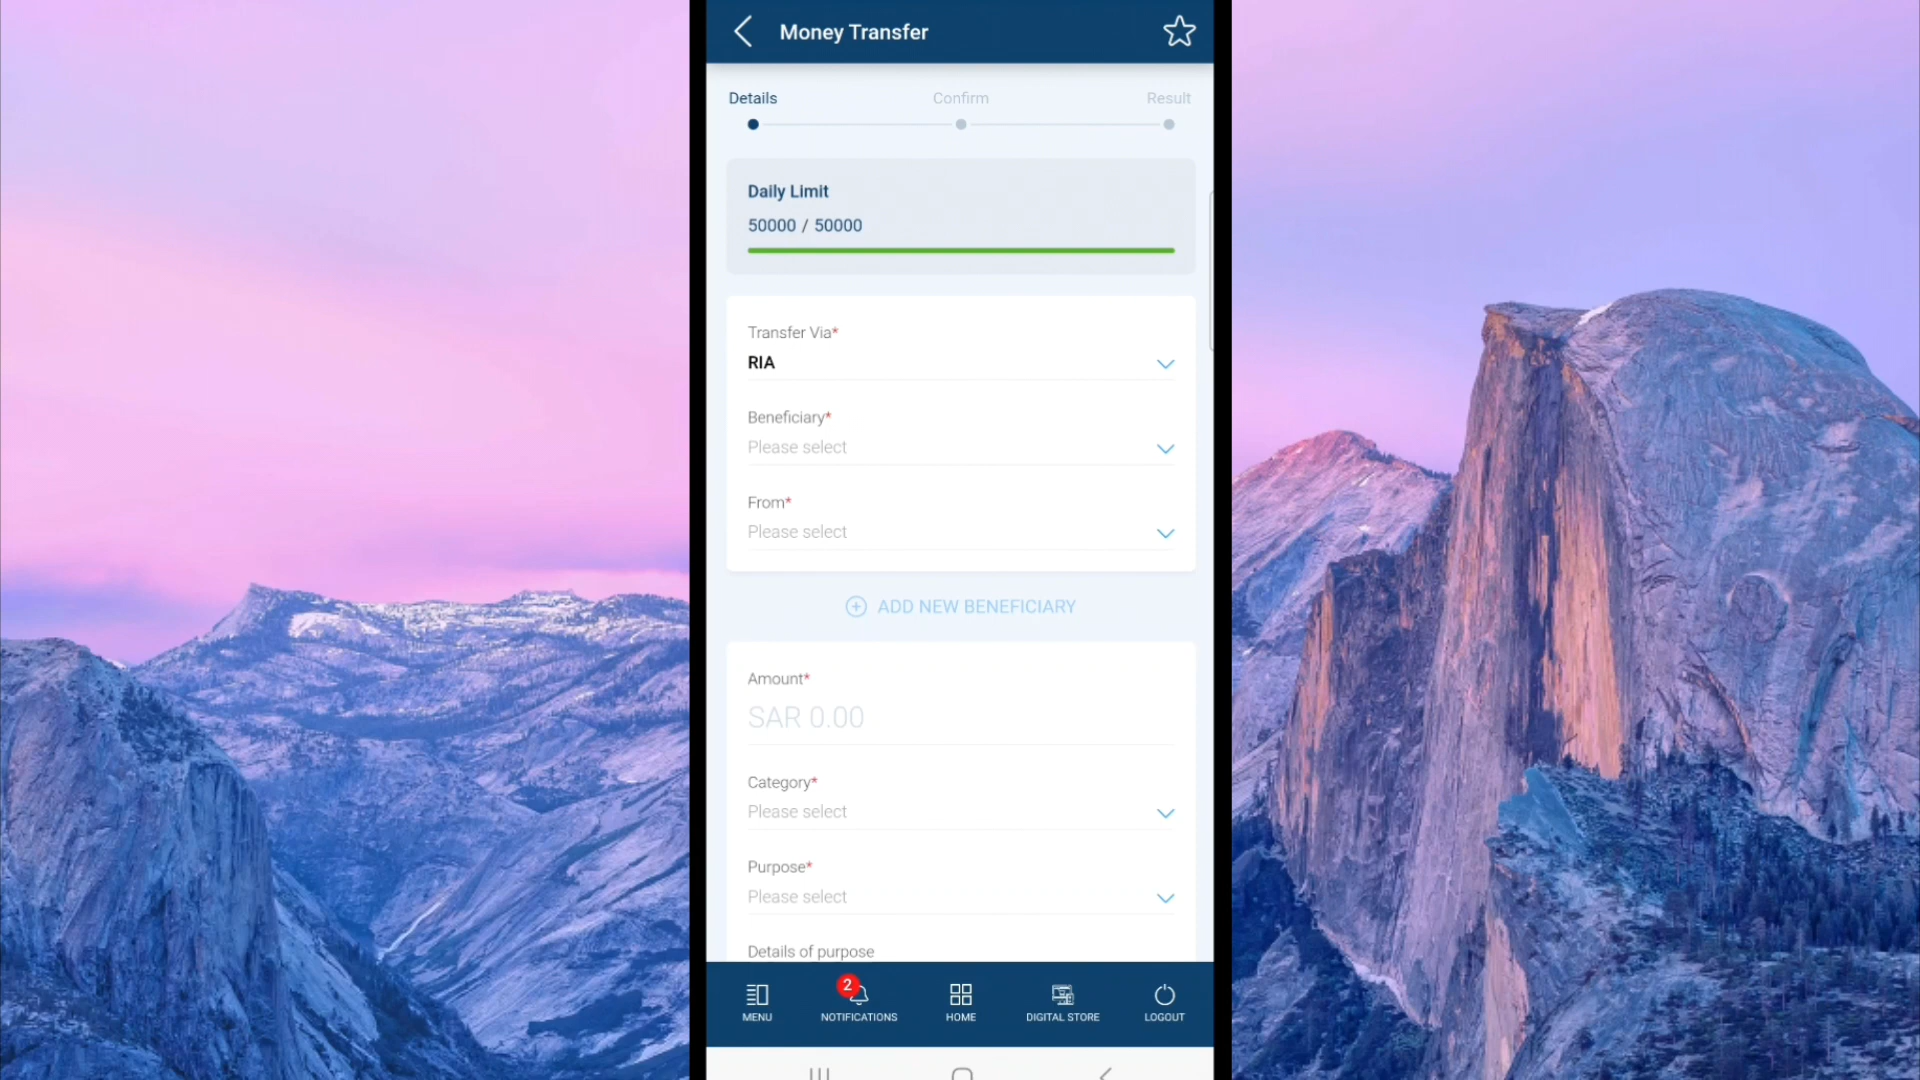 Money Transfer
Details Confirm Result
Daily Limit
50000 / 50000
Transfer Via*
RIA
Beneficiary*
Please select
From*
Please select
ADD NEW BENEFICIARY
Amount*
SAR 0.00
Category*
Please select
Purpose*
Please select
Details of purpose
2
MENU NOTIFICATIONS HOME DIGITAL STORE LOGOUT